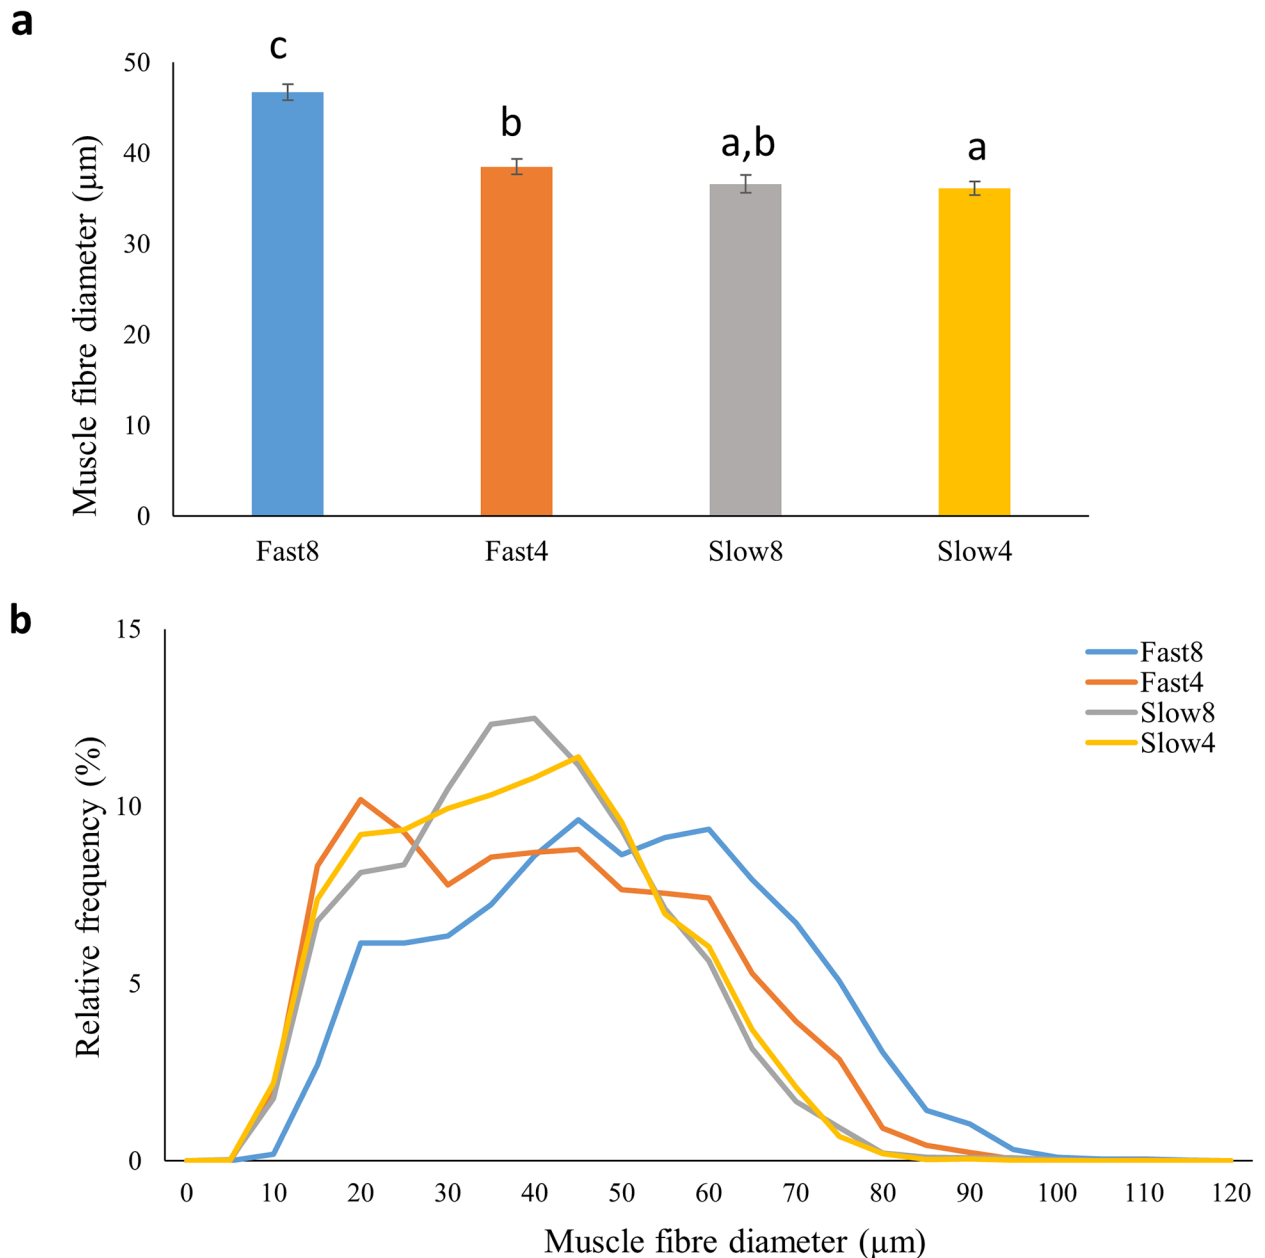 a
c
b
a,b
a
50
40
30
20
10
0
Muscle fibre diameter (µm)
Fast8 Fast4 Slow8 Slow4
b
15
10
5
0
Relative frequency (%)
Fast8
Fast4
Slow8
Slow4
0 10 20 30 40 50 60 70 80 90 100 110 120
Muscle fibre diameter (µm)